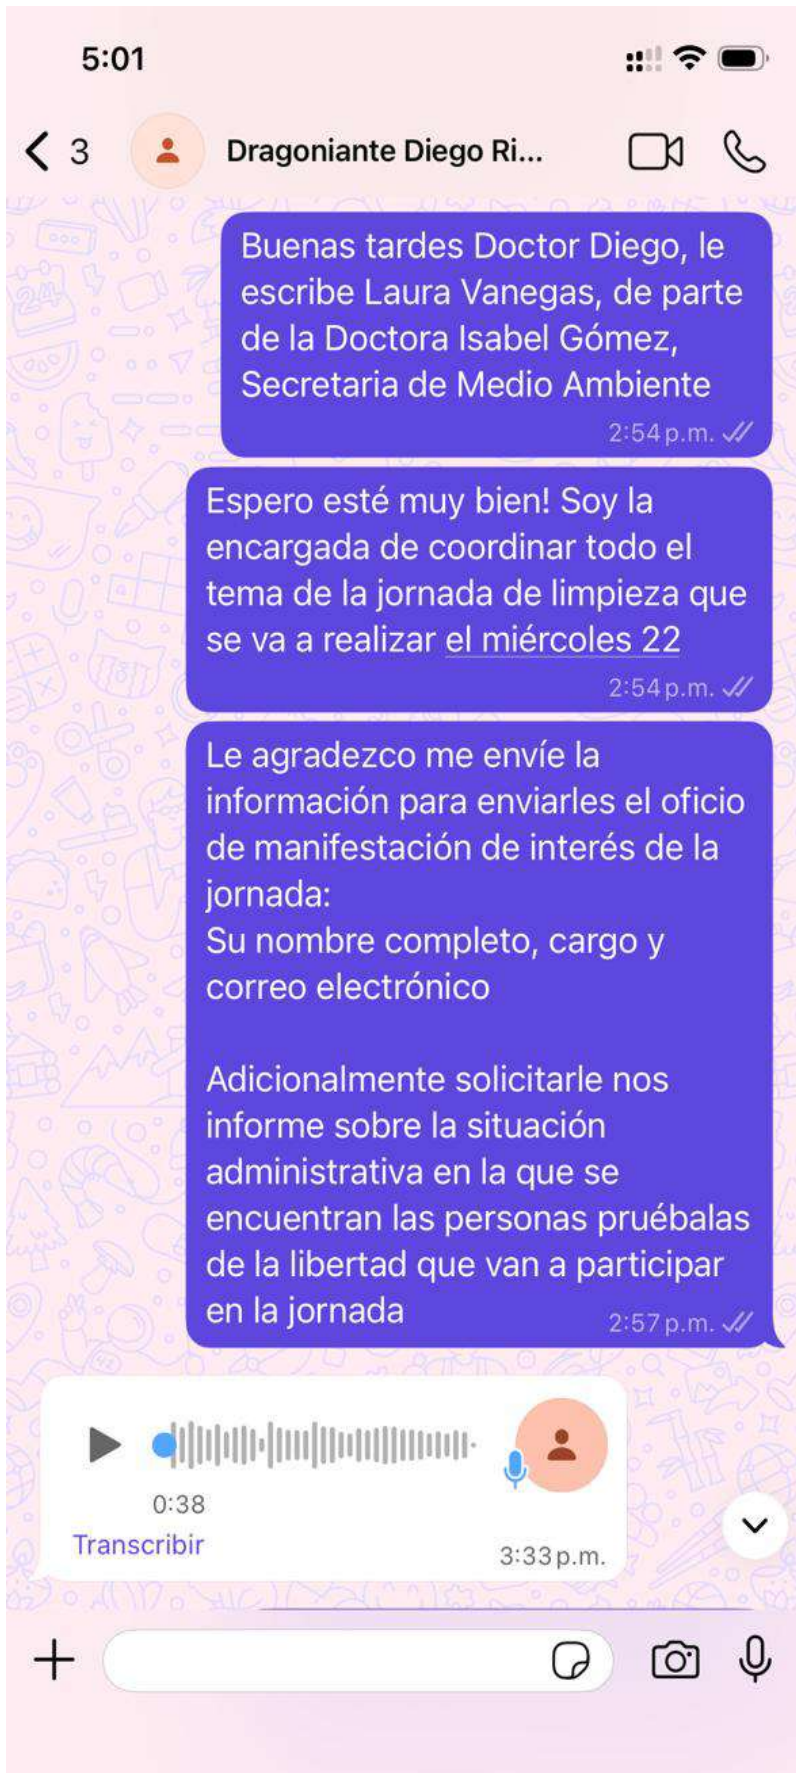 5:01
3
Dragoniante Diego Ri...
Buenas tardes Doctor Diego, le
escribe Laura Vanegas, de parte
de la Doctora Isabel Gómez,
Secretaria de Medio Ambiente
2:54 p.m.
Espero esté muy bien! Soy la
encargada de coordinar todo el
tema de la jornada de limpieza que
se va a realizar el miércoles 22
2:54 p.m.
Le agradezco me envíe la
información para enviarles el oficio
de manifestación de interés de la
jornada:
Su nombre completo, cargo y
correo electrónico
Adicionalmente solicitarle nos
informe sobre la situación
administrativa en la que se
encuentran las personas pruébalas
de la libertad que van a participar
en la jornada
2:57 p.m.
0:38
Transcribir
3:33 p.m.